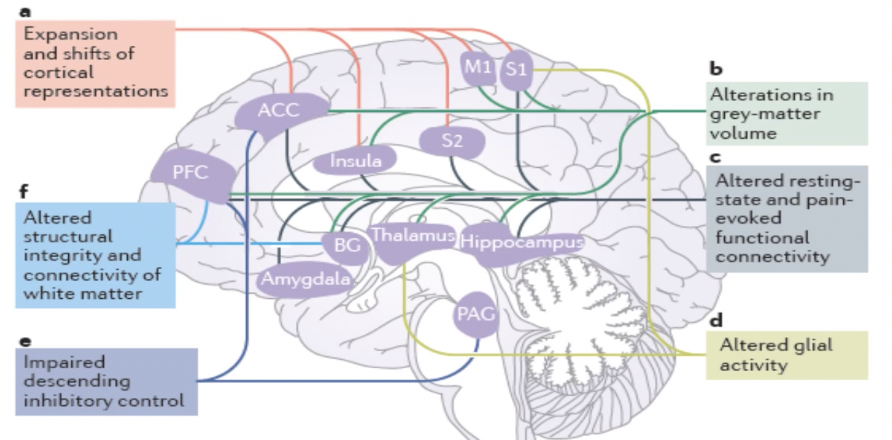 a
Expansion
and shifts of
cortical
representations
M1
S1
b
Alterations in
grey-matter
volume
ACC
S2
Insula
PFC
c
Altered resting-
state and pain-
evoked
functional
connectivity
f
Altered
structural
integrity and
connectivity of
white matter
BG
Thalamus
Hippocampus
Amygdala
PAG
d
Altered glial
activity
e
Impaired
descending
inhibitory control